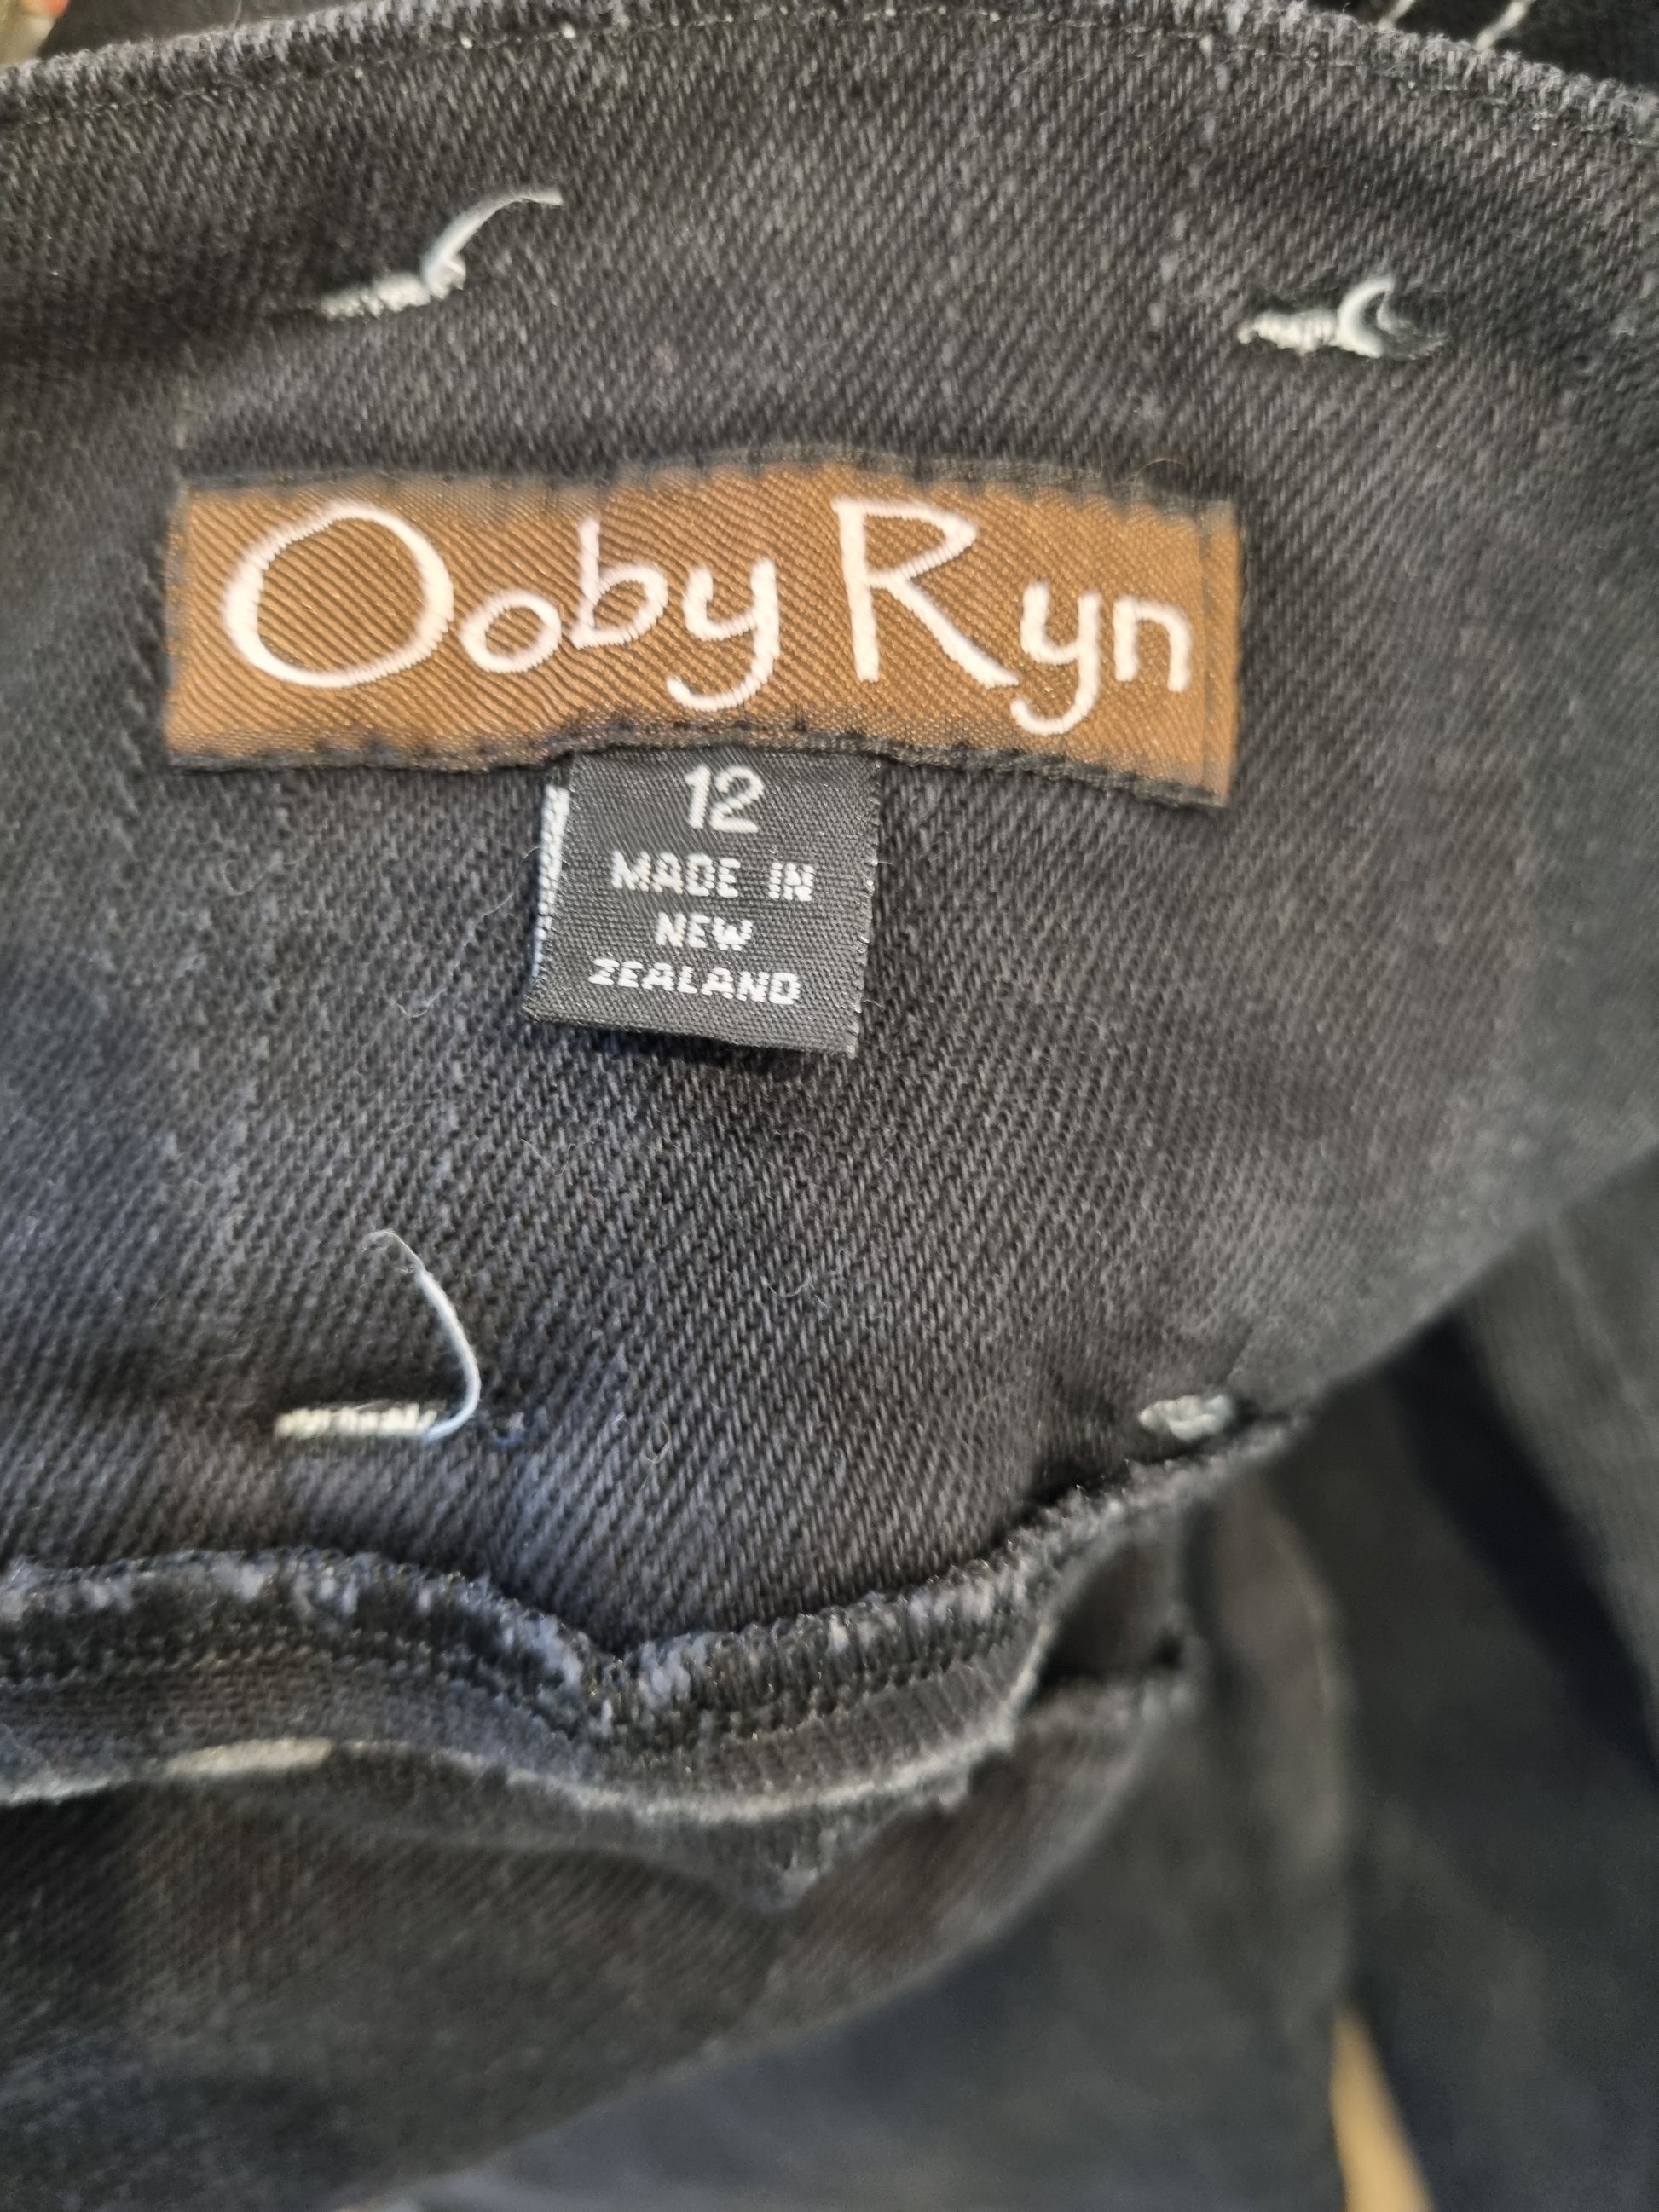 Ooby Ryn
12
MADE IN
NEW
ZEALAND